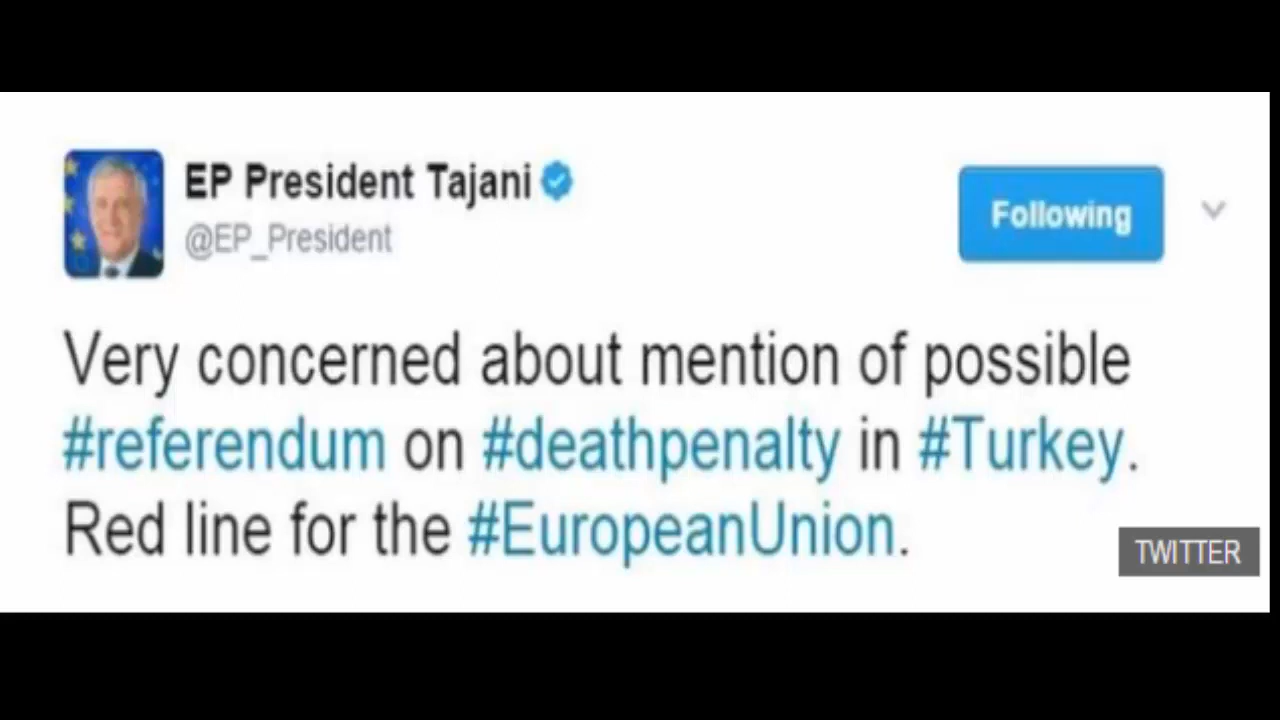 EP President Tajani
@EP_President
Following
Very concerned about mention of possible
#referendum on #deathpenalty in #Turkey.
Red line for the #EuropeanUnion.
TWITTER